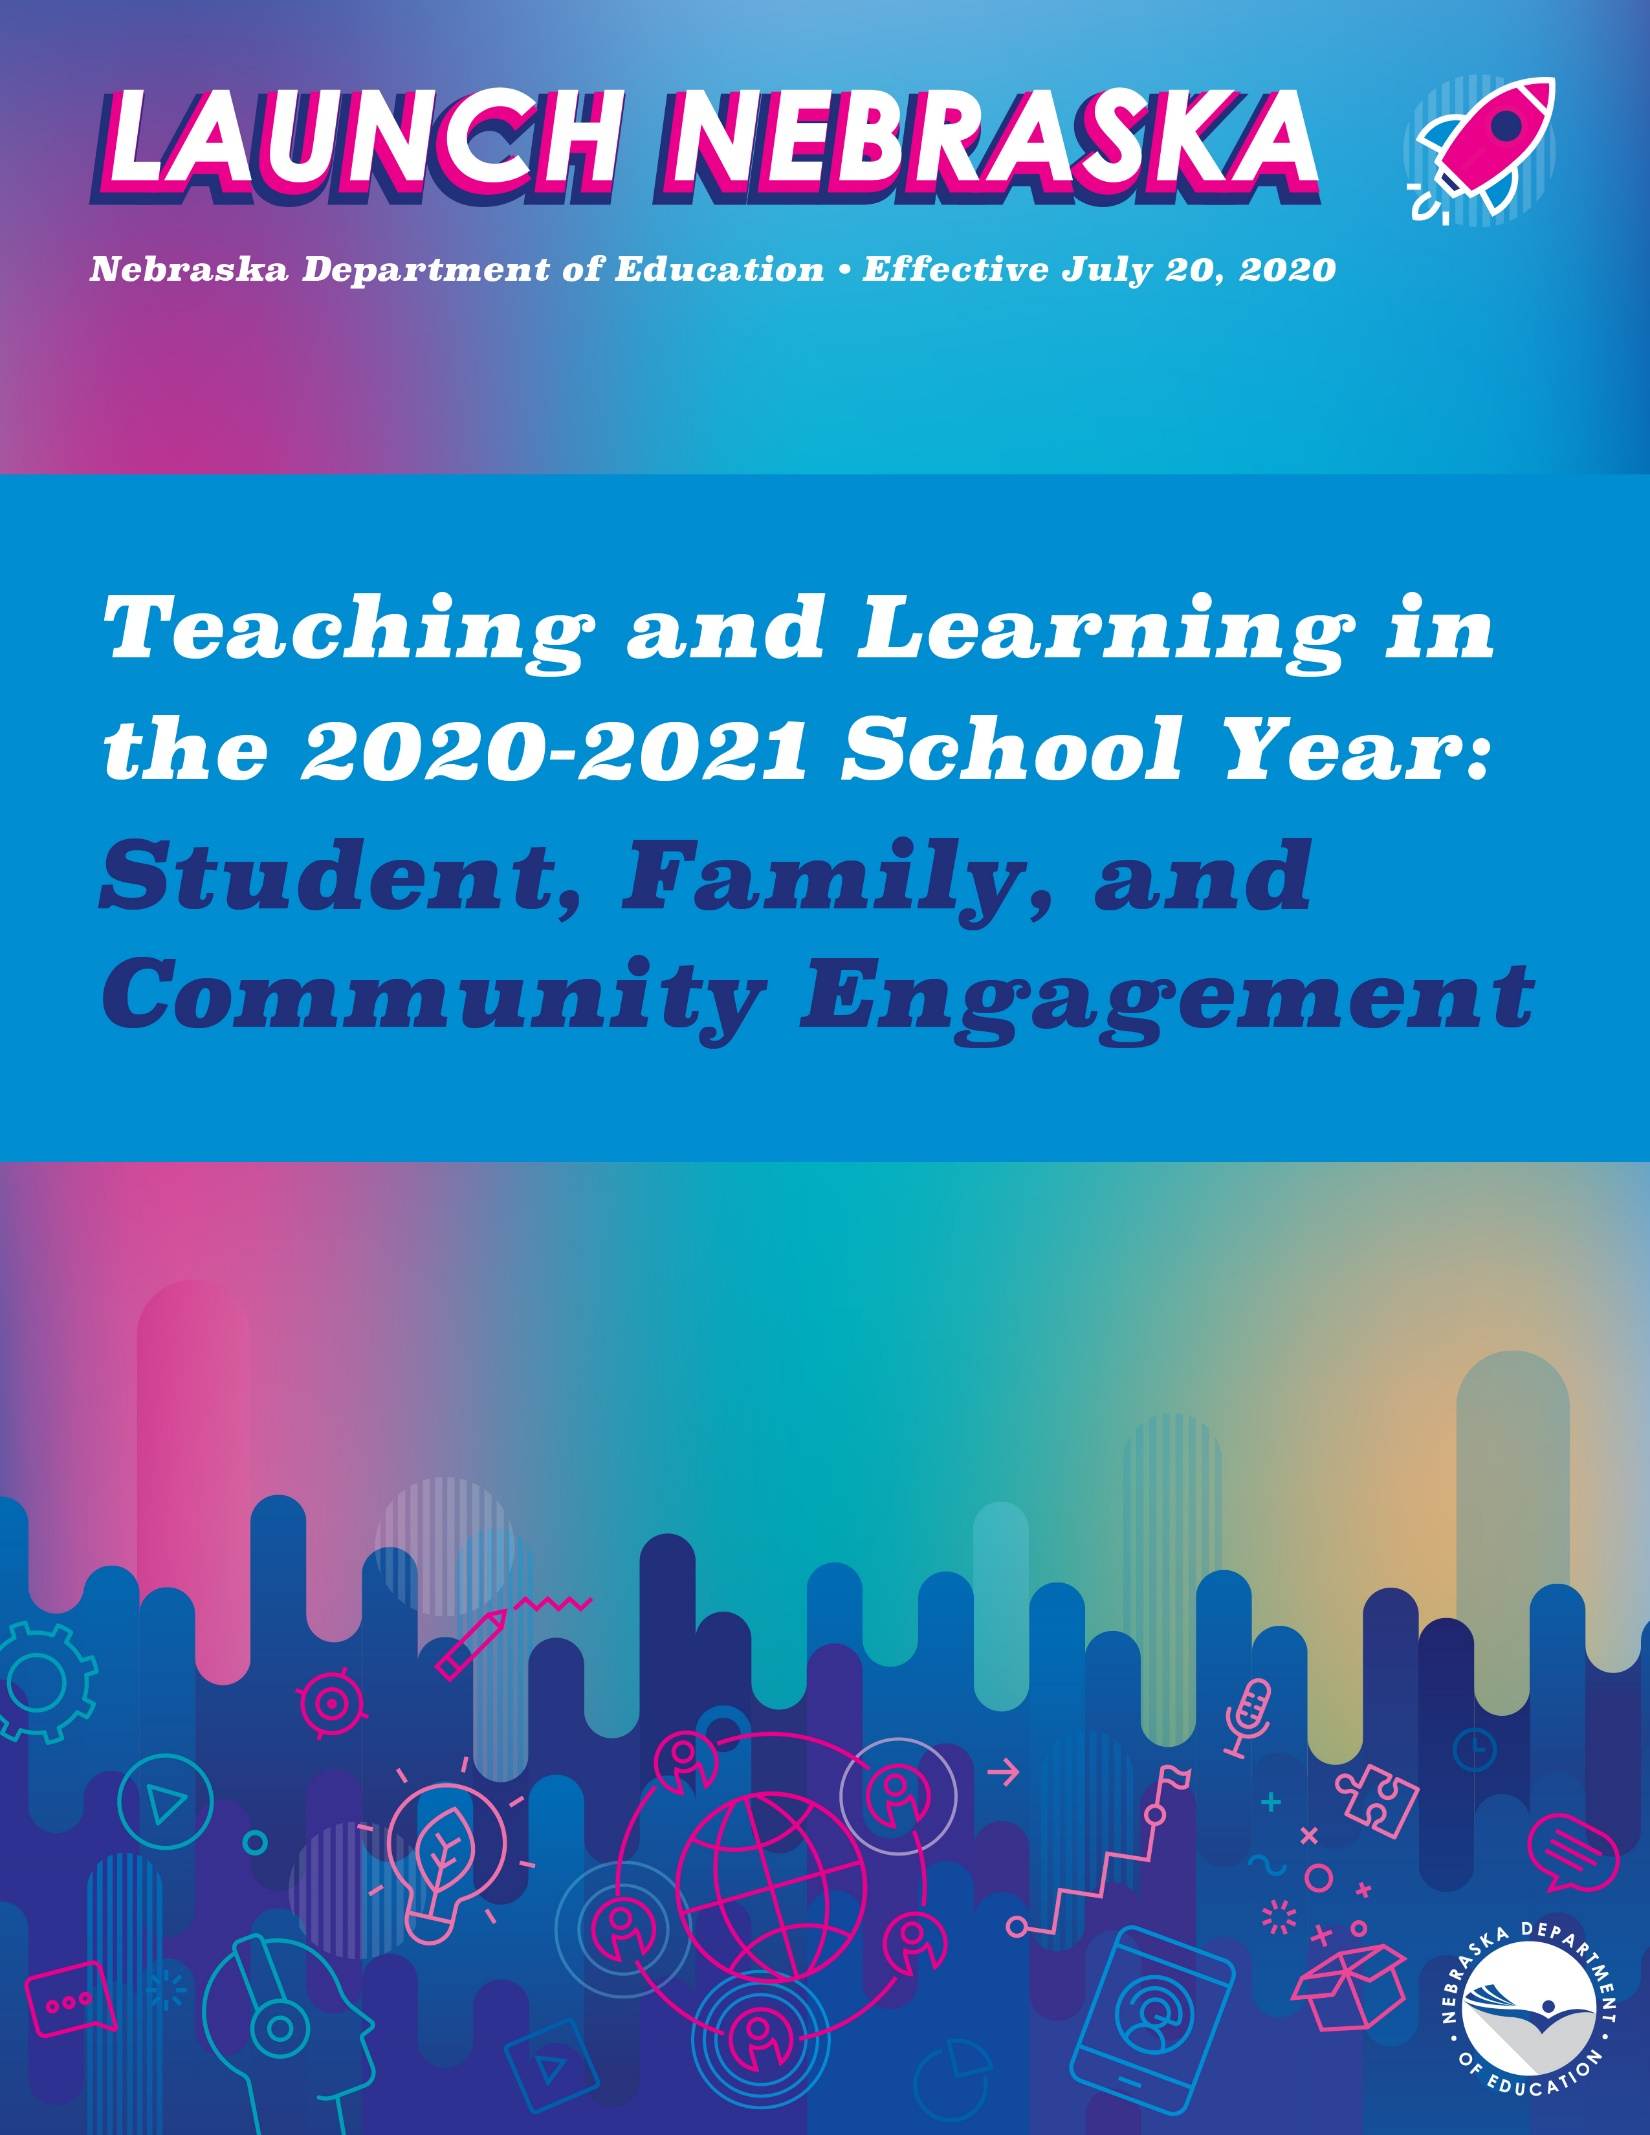 LAUNCH NEBRASKA
Nebraska Department of Education • Effective July 20, 2020
Teaching and Learning in
the 2020-2021 School Year:
Student, Family, and
Community Engagement
NEBRASKA DEPARTMENT
• OF EDUCATION •